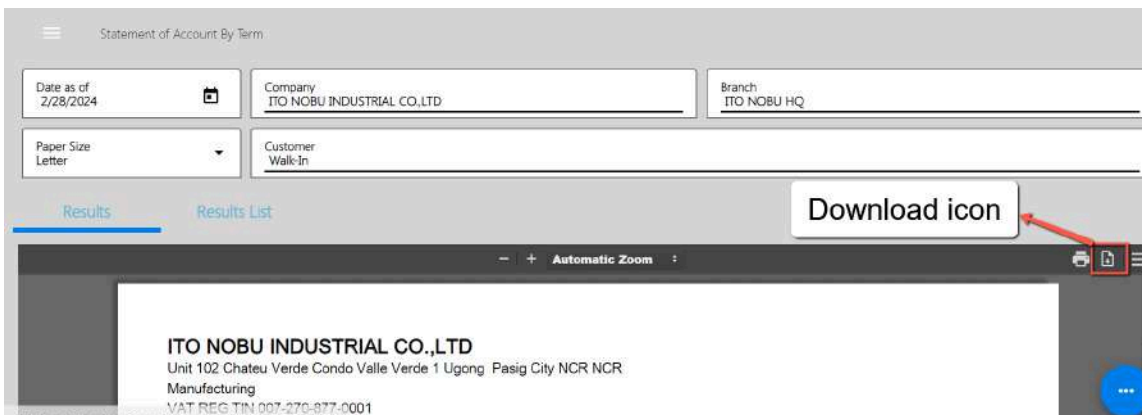 Statement of Account By Term
Date as of
2/28/2024
Company
ITO NOBU INDUSTRIAL CO.,LTD
Branch
ITO NOBU HQ
Paper Size
Letter
Customer
Walk-In
Results
Results List
Download icon
− + Automatic Zoom
ITO NOBU INDUSTRIAL CO.,LTD
Unit 102 Chateu Verde Condo Valle Verde 1 Ugong Pasig City NCR NCR
Manufacturing
VAT REG TIN 007-270-877-0001